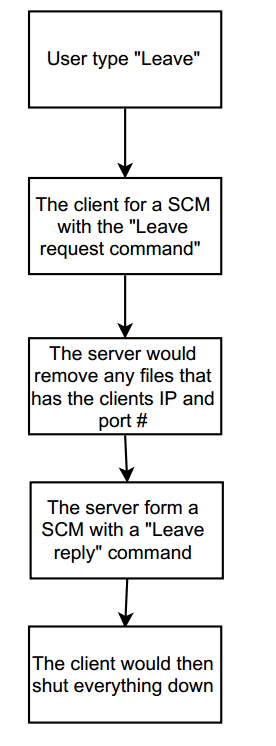 User type "Leave"
The client for a SCM
with the "Leave
request command"
The server would
remove any files that
has the clients IP and
port #
The server form a
SCM with a "Leave
reply" command
The client would then
shut everything down